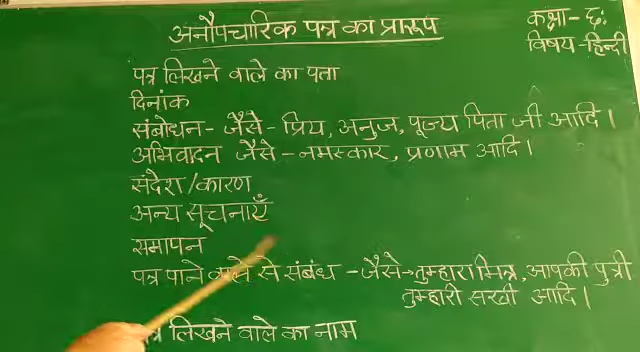 अनौपचारिक पत्र का प्रारूप
कक्षा - ६.
विषय - हिन्दी
पत्र लिखने वाले का पता
दिनांक
संबोधन - जैसे - प्रिय, अनुज, पूज्य पिता जी आदि।
अभिवादन जैसे - नमस्कार, प्रणाम आदि।
संदेश / कारण
अन्य सूचनाएँ
समापन
पत्र पाने वाले से संबंध - जैसे → तुम्हारा मित्र, आपकी पुत्री
तुम्हारी सखी आदि।
लिखने वाले का नाम